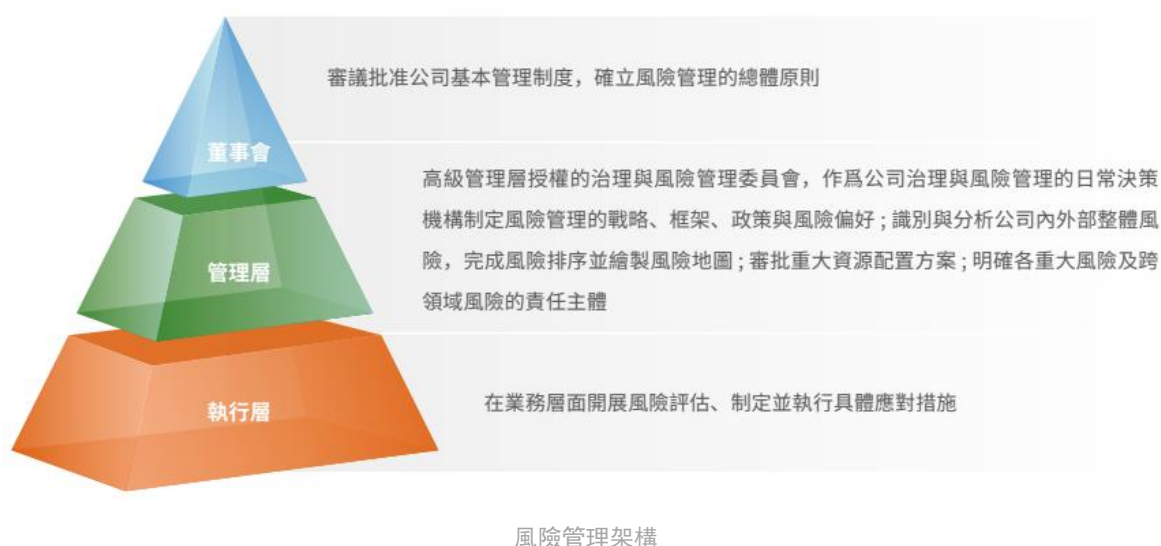 審議批准公司基本管理制度，確立風險管理的總體原則
董事會
高級管理層授權的治理與風險管理委員會，作爲公司治理與風險管理的日常決策
機構制定風險管理的戰略、框架、政策與風險偏好；識別與分析公司內外部整體風
險，完成風險排序並繪製風險地圖；審批重大資源配置方案；明確各重大風險及跨
領域風險的責任主體
管理層
在業務層面開展風險評估、制定並執行具體應對措施
執行層
風險管理架構